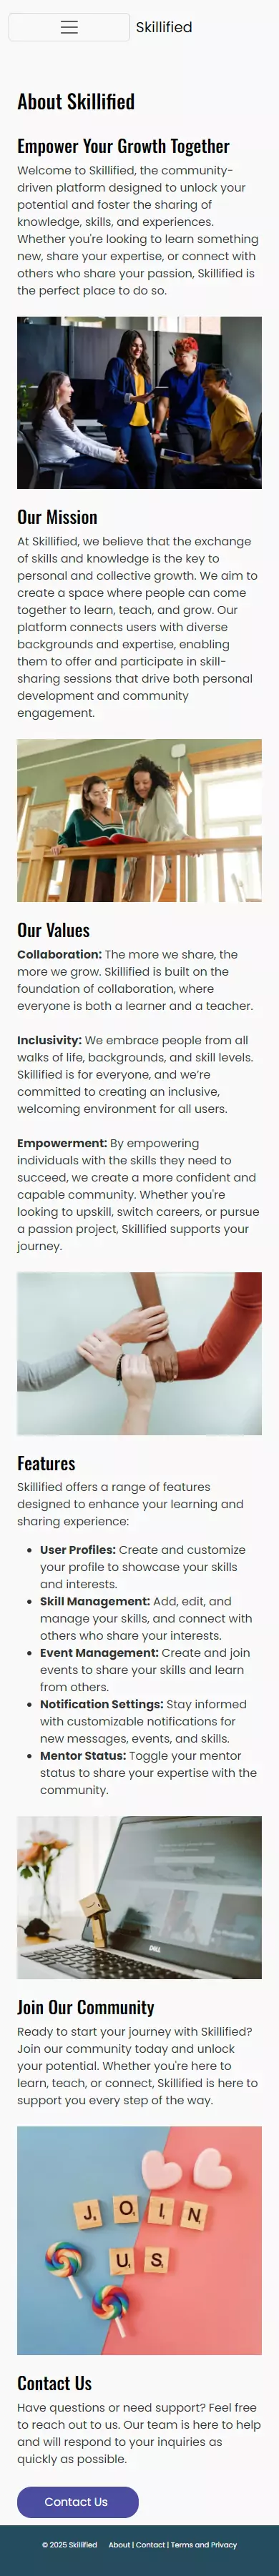 Skillified
About Skillified
Empower Your Growth Together
Welcome to Skillified, the community-
driven platform designed to unlock your
potential and foster the sharing of
knowledge, skills, and experiences.
Whether you're looking to learn something
new, share your expertise, or connect with
others who share your passion, Skillified is
the perfect place to do so.
Our Mission
At Skillified, we believe that the exchange
of skills and knowledge is the key to
personal and collective growth. We aim to
create a space where people can come
together to learn, teach, and grow. Our
platform connects users with diverse
backgrounds and expertise, enabling
them to offer and participate in skill-
sharing sessions that drive both personal
development and community
engagement.
Our Values
Collaboration: The more we share, the
more we grow. Skillified is built on the
foundation of collaboration, where
everyone is both a learner and a teacher.
Inclusivity: We embrace people from all
walks of life, backgrounds, and skill levels.
Skillified is for everyone, and we're
committed to creating an inclusive,
welcoming environment for all users.
Empowerment: By empowering
individuals with the skills they need to
succeed, we create a more confident and
capable community. Whether you're
looking to upskill, switch careers, or pursue
a passion project, Skillified supports your
journey.
Features
Skillified offers a range of features
designed to enhance your learning and
sharing experience:
• User Profiles: Create and customize
your profile to showcase your skills
and interests.
• Skill Management: Add, edit, and
manage your skills, and connect with
others who share your interests.
• Event Management: Create and join
events to share your skills and learn
from others.
• Notification Settings: Stay informed
with customizable notifications for
new messages, events, and skills.
• Mentor Status: Toggle your mentor
status to share your expertise with the
community.
DELL
Join Our Community
Ready to start your journey with Skillified?
Join our community today and unlock
your potential. Whether you're here to
learn, teach, or connect, Skillified is here to
support you every step of the way.
JOIN
US
Contact Us
Have questions or need support? Feel free
to reach out to us. Our team is here to help
and will respond to your inquiries as
quickly as possible.
Contact Us
© 2025 Skillified About | Contact | Terms and Privacy